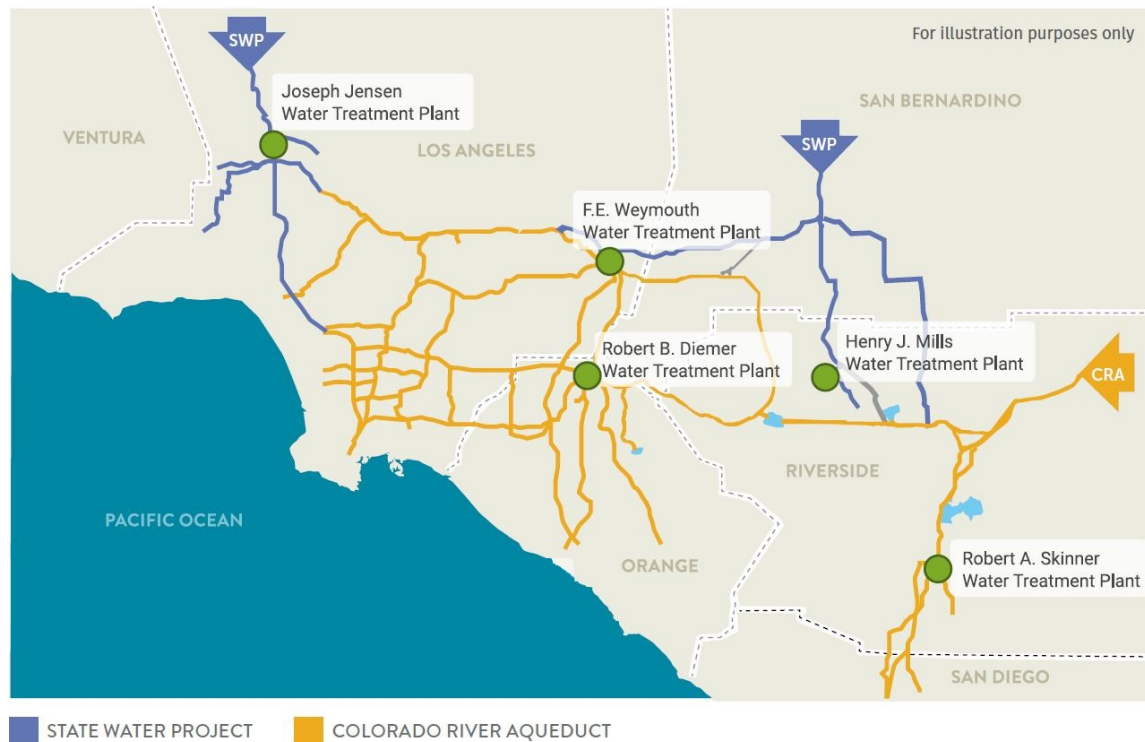 For illustration purposes only
SWP
Joseph Jensen
Water Treatment Plant
SAN BERNARDINO
VENTURA
LOS ANGELES
SWP
F.E. Weymouth
Water Treatment Plant
Robert B. Diemer
Water Treatment Plant
Henry J. Mills
Water Treatment Plant
CRA
RIVERSIDE
PACIFIC OCEAN
ORANGE
Robert A. Skinner
Water Treatment Plant
SAN DIEGO
STATE WATER PROJECT
COLORADO RIVER AQUEDUCT